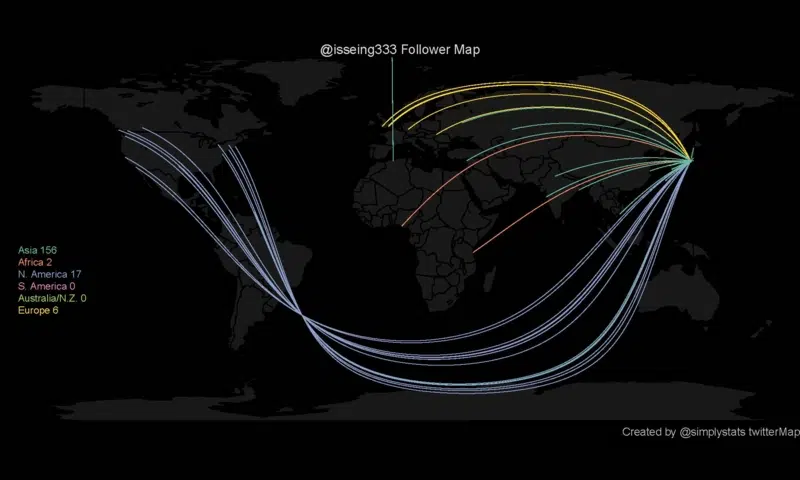 @isseing333 Follower Map
Asia 156
Africa 2
N. America 17
S. America 0
Australia/N.Z. 0
Europe 6
Created by @simplystats twitterMap